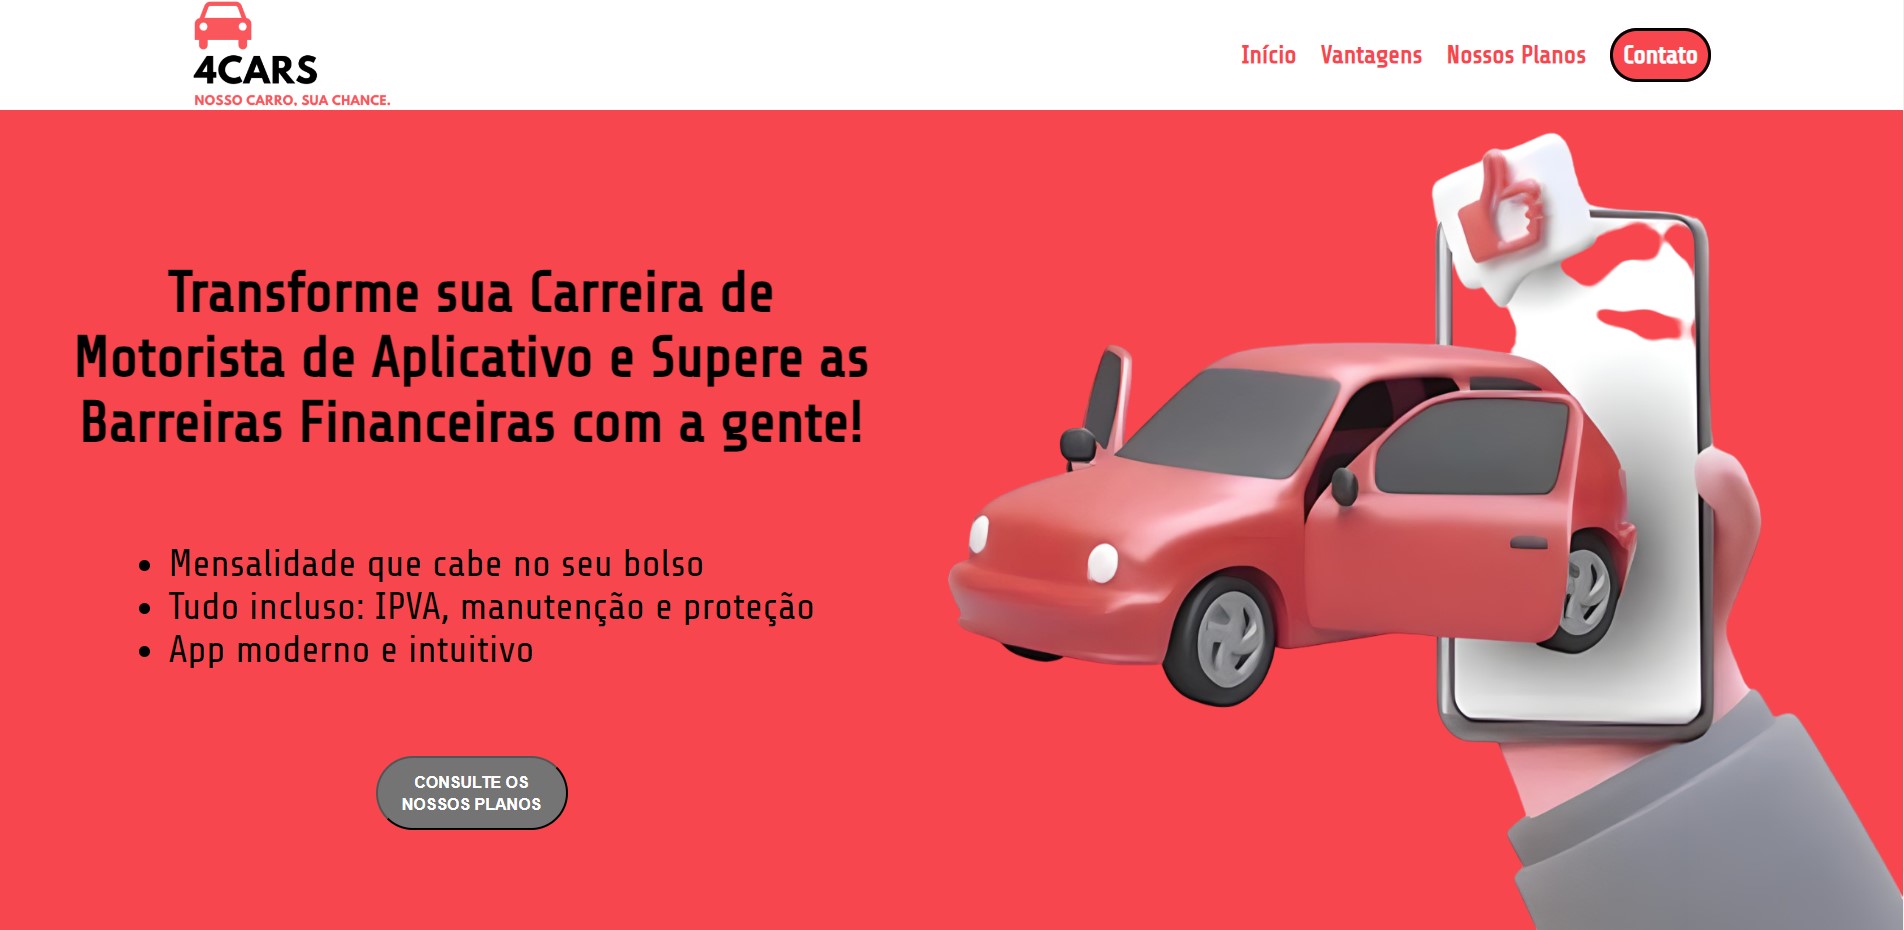 4CARS
NOSSO CARRO, SUA CHANCE.
Início
Vantagens
Nossos Planos
Contato
Transforme sua Carreira de
Motorista de Aplicativo e Supere as
Barreiras Financeiras com a gente!
• Mensalidade que cabe no seu bolso
• Tudo incluso: IPVA, manutenção e proteção
• App moderno e intuitivo
CONSULTE OS
NOSSOS PLANOS